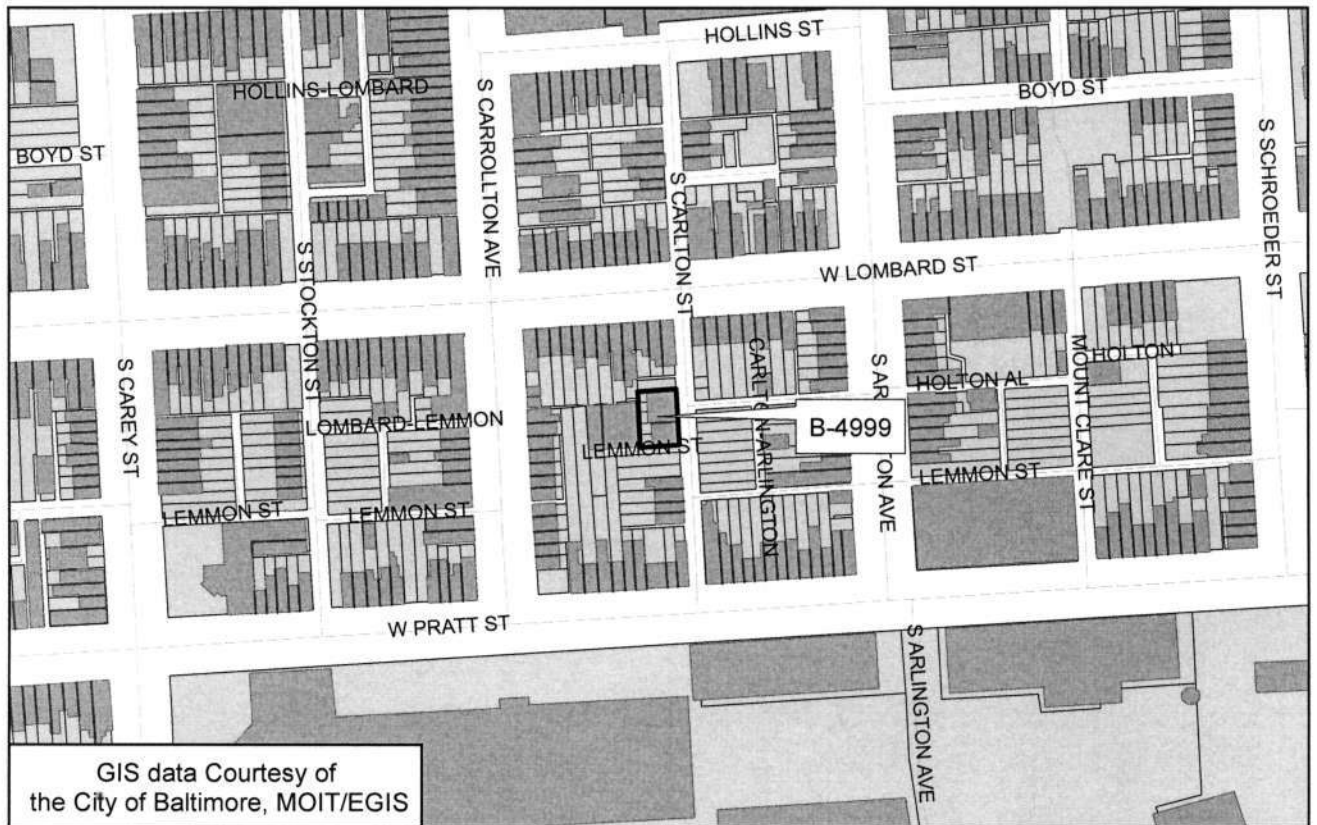 HOLLINS ST
HOLLINS-LOMBARD
BOYD ST
BOYD ST
S CARROLLTON AVE
S SCHROEDER ST
S CARLTON ST
S STOCKTON ST
W LOMBARD ST
S CAREY ST
CARLTON-ARLINGTON
S ARLINGTON AVE
MOUNT CLARE ST
HOLTON
HOLTON AL
LOMBARD-LEMMON
B-4999
LEMMON ST
LEMMON ST
LEMMON ST
LEMMON ST
W PRATT ST
S ARLINGTON AVE
GIS data Courtesy of
the City of Baltimore, MOIT/EGIS